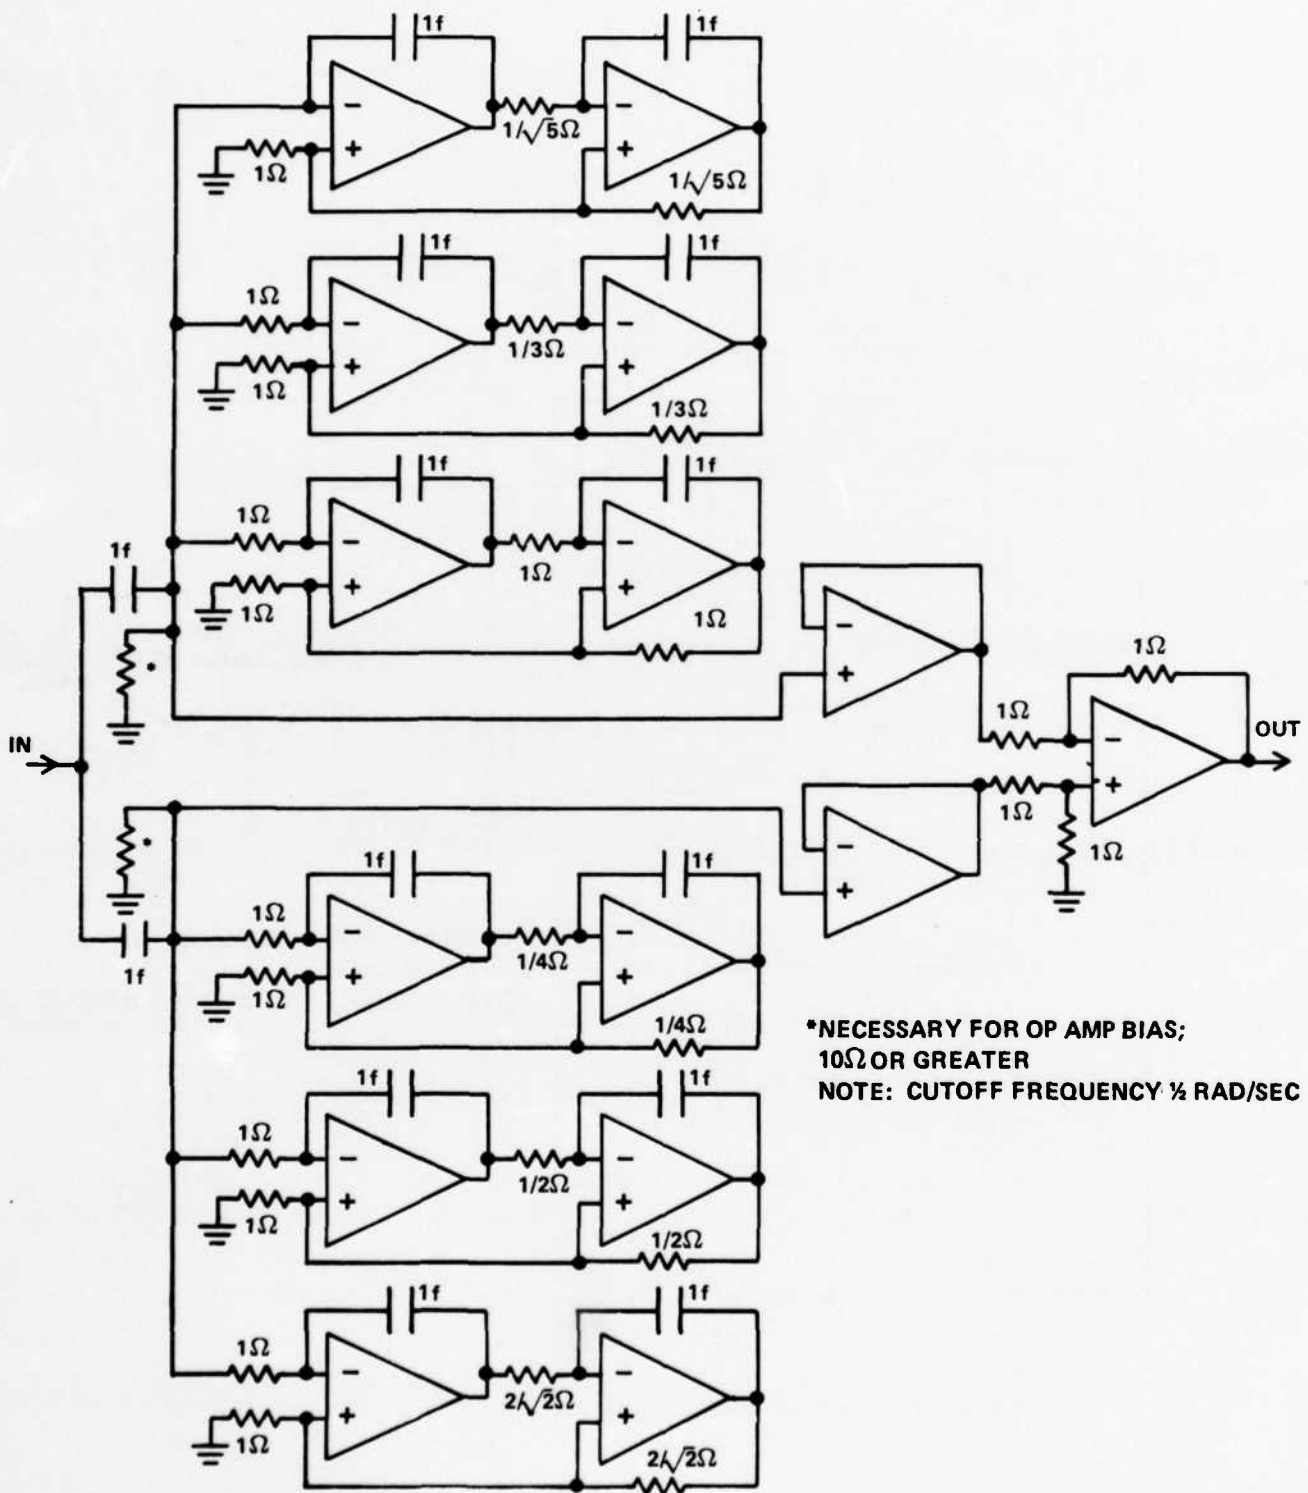 1f
1f
−
−
1/√5Ω
+
+
1Ω
1/√5Ω
1f
1f
1Ω
−
−
1/3Ω
+
+
1Ω
1/3Ω
1f
1f
1Ω
−
−
1f
1Ω
+
+
1Ω
1Ω
*
−
+
1Ω
1Ω
−
OUT
IN
+
1Ω
*
−
1Ω
+
1f
1f
1Ω
−
−
1f
1/4Ω
+
+
1Ω
1/4Ω
*NECESSARY FOR OP AMP BIAS;
10Ω OR GREATER
NOTE: CUTOFF FREQUENCY ½ RAD/SEC
1f
1f
1Ω
−
−
1/2Ω
+
+
1Ω
1/2Ω
1f
1f
1Ω
−
−
2/√2Ω
+
+
1Ω
2/√2Ω